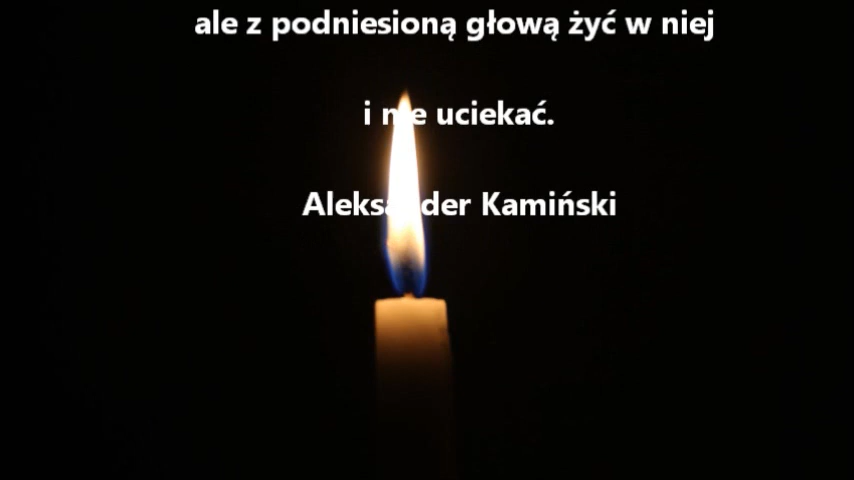 ale z podniesioną głową żyć w niej
i nie uciekać.
Aleksander Kamiński